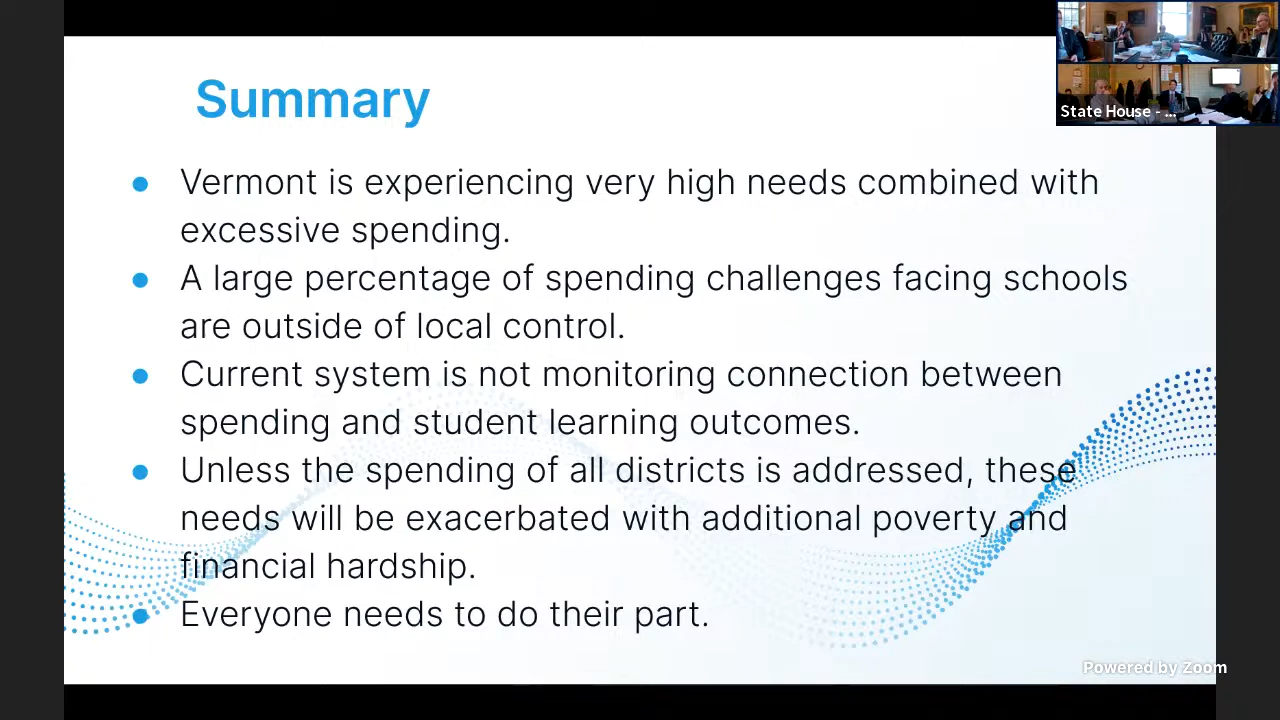 Summary
State House - ...
● Vermont is experiencing very high needs combined with
excessive spending.
● A large percentage of spending challenges facing schools
are outside of local control.
● Current system is not monitoring connection between
spending and student learning outcomes.
● Unless the spending of all districts is addressed, these
needs will be exacerbated with additional poverty and
financial hardship.
● Everyone needs to do their part.
Powered by Zoom